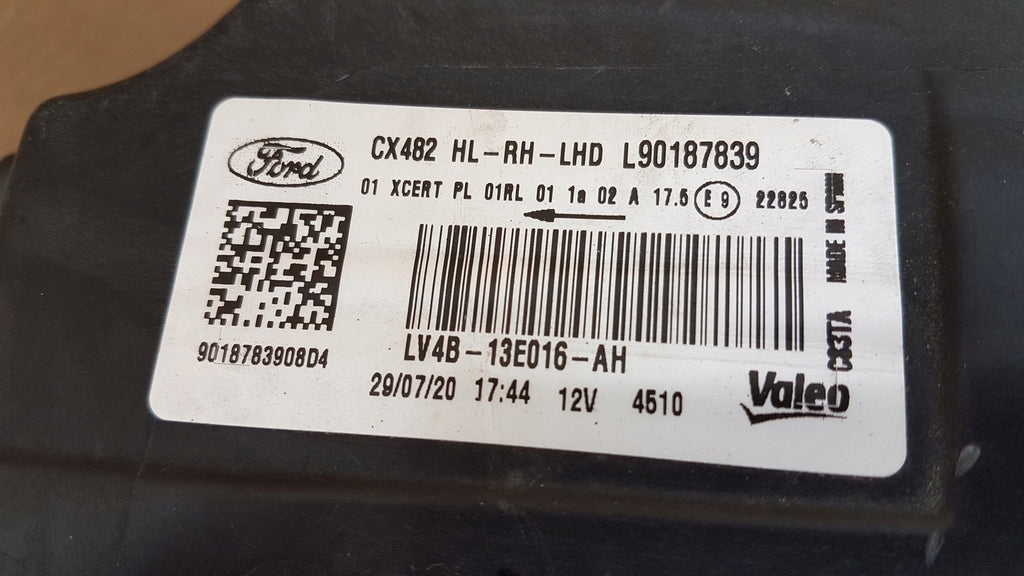 Ford
CX482 HL-RH-LHD L90187839
01 XCERT PL 01RL 01 1a 02 A 17.5 E 9 22825
9018783908D4
LV4B-13E016-AH
29/07/20 17:44 12V 4510
Valeo
C83TA MADE IN SPAIN